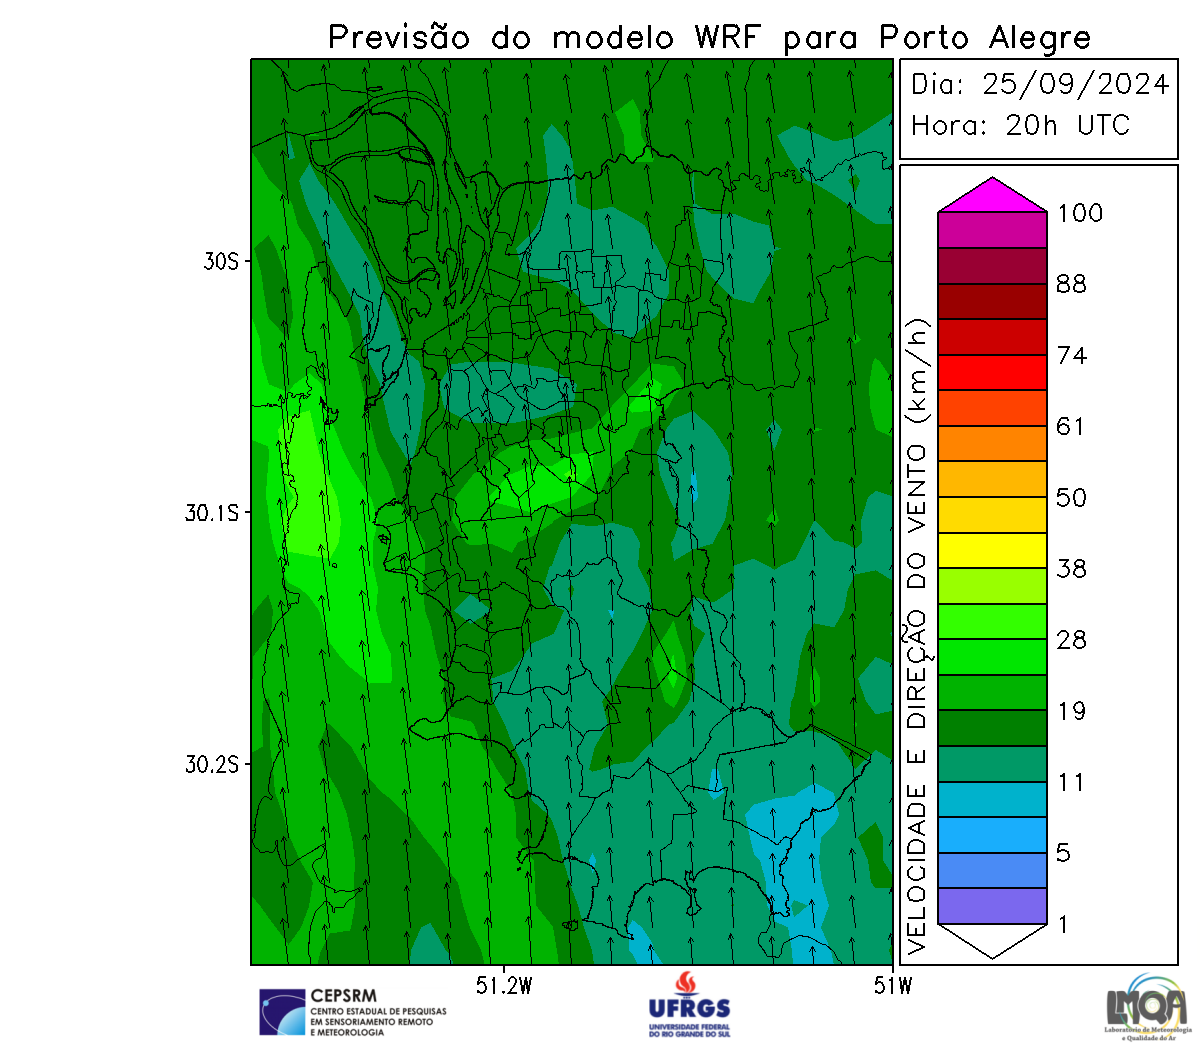 Previsão do modelo WRF para Porto Alegre
Dia: 25/09/2024
Hora: 20h UTC
30S
30.1S
30.2S
51.2W
51W
VELOCIDADE E DIREÇÃO DO VENTO (km/h)
100
88
74
61
50
38
28
19
11
5
1
CEPSRM
CENTRO ESTADUAL DE PESQUISAS
EM SENSORIAMENTO REMOTO
E METEOROLOGIA
UFRGS
UNIVERSIDADE FEDERAL
DO RIO GRANDE DO SUL
LMQA
Laboratório de Meteorologia
e Qualidade do Ar